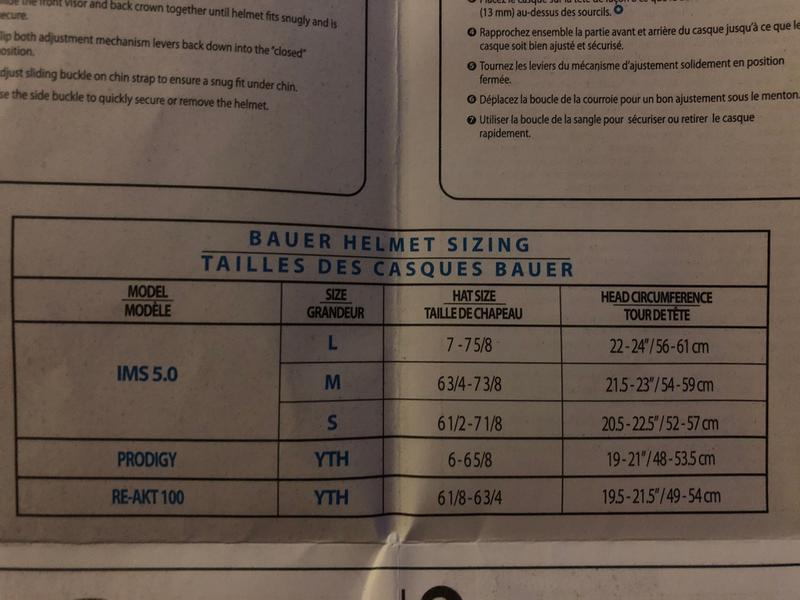 the front visor and back crown together until helmet fits snugly and is
ecure.
lip both adjustment mechanism levers back down into the "closed"
osition.
djust sliding buckle on chin strap to ensure a snug fit under chin.
se the side buckle to quickly secure or remove the helmet.
(13 mm) au-dessus des sourcils.
4 Rapprochez ensemble la partie avant et arrière du casque jusqu'à ce que le
casque soit bien ajusté et sécurisé.
5 Tournez les leviers du mécanisme d'ajustement solidement en position
fermée.
6 Déplacez la boucle de la courroie pour un bon ajustement sous le menton.
7 Utiliser la boucle de la sangle pour sécuriser ou retirer le casque
rapidement.
BAUER HELMET SIZING
TAILLES DES CASQUES BAUER
MODEL SIZE HAT SIZE HEAD CIRCUMFERENCE
MODÈLE GRANDEUR TAILLE DE CHAPEAU TOUR DE TÊTE
L 7 - 7 5/8 22 - 24" / 56 - 61 cm
IMS 5.0 M 6 3/4 - 7 3/8 21.5 - 23" / 54 - 59 cm
S 6 1/2 - 7 1/8 20.5 - 22.5" / 52 - 57 cm
PRODIGY YTH 6 - 6 5/8 19 - 21" / 48 - 53.5 cm
RE-AKT 100 YTH 6 1/8 - 6 3/4 19.5 - 21.5" / 49 - 54 cm